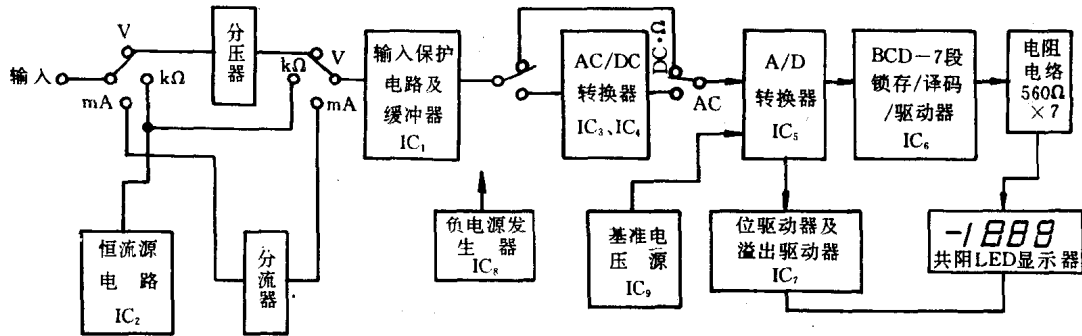 输入
V
kΩ
mA
分压器
V
kΩ
mA
输入保护
电路及
缓冲器
IC₁
AC/DC
转换器
IC₃、IC₄
DC·Ω
AC
A/D
转换器
IC₅
BCD－7段
锁存/译码
/驱动器
IC₆
电阻
电络
560Ω
×7
恒流源
电路
IC₂
分流器
负电源发
生器
IC₈
基准电
压源
IC₉
位驱动器及
溢出驱动器
IC₇
-1888
共阴LED显示器